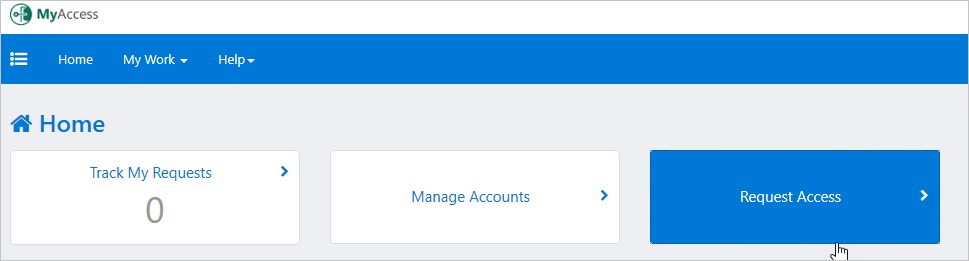 MyAccess
Home My Work Help
Home
Track My Requests
0
Manage Accounts
Request Access